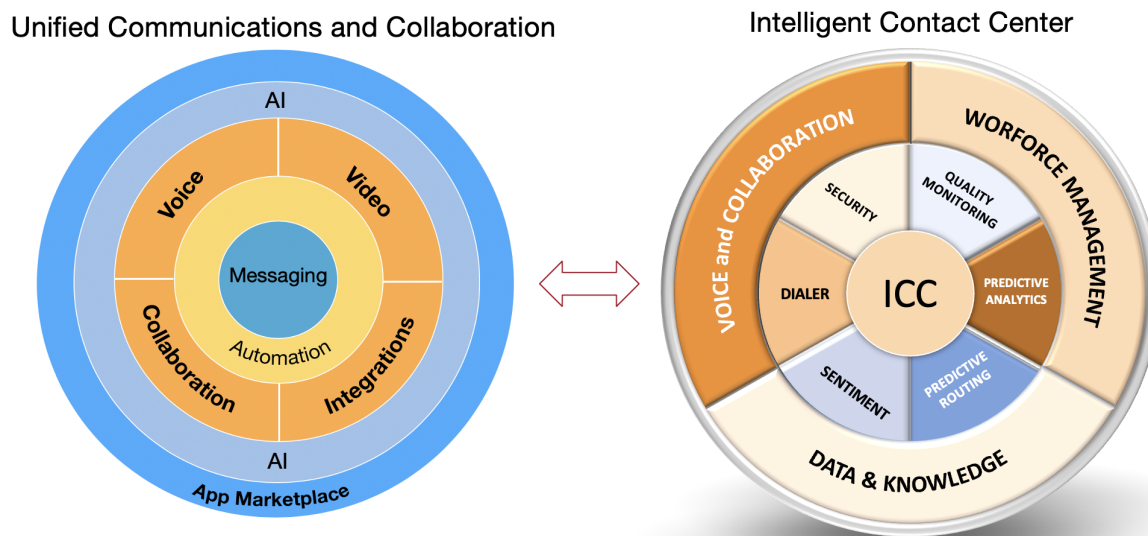 Unified Communications and Collaboration
AI
Voice
Video
Messaging
Automation
Collaboration
Integrations
AI
App Marketplace
Intelligent Contact Center
VOICE and COLLABORATION
WORFORCE MANAGEMENT
SECURITY
QUALITY
MONITORING
DIALER
ICC
PREDICTIVE
ANALYTICS
SENTIMENT
PREDICTIVE
ROUTING
DATA & KNOWLEDGE